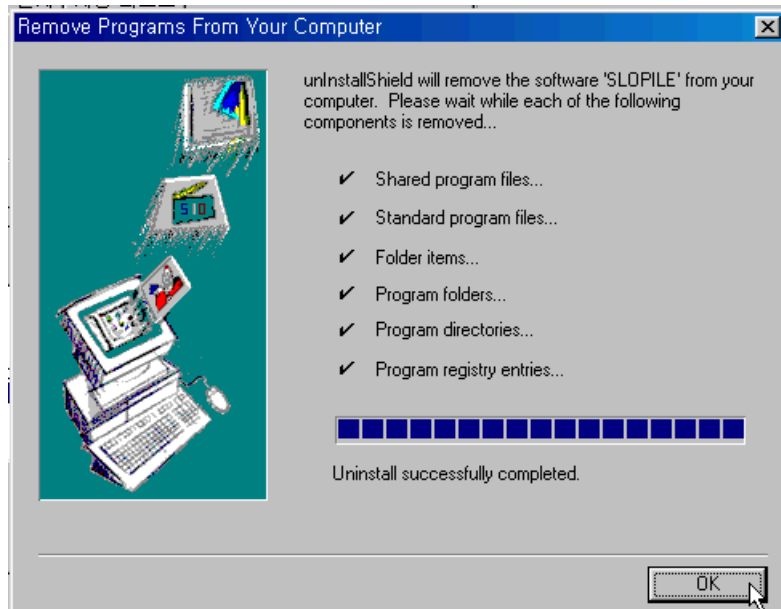 Remove Programs From Your Computer
unInstallShield will remove the software 'SLOPILE' from your
computer. Please wait while each of the following
components is removed...
Shared program files...
Standard program files...
Folder items...
Program folders...
Program directories...
Program registry entries...
Uninstall successfully completed.
OK